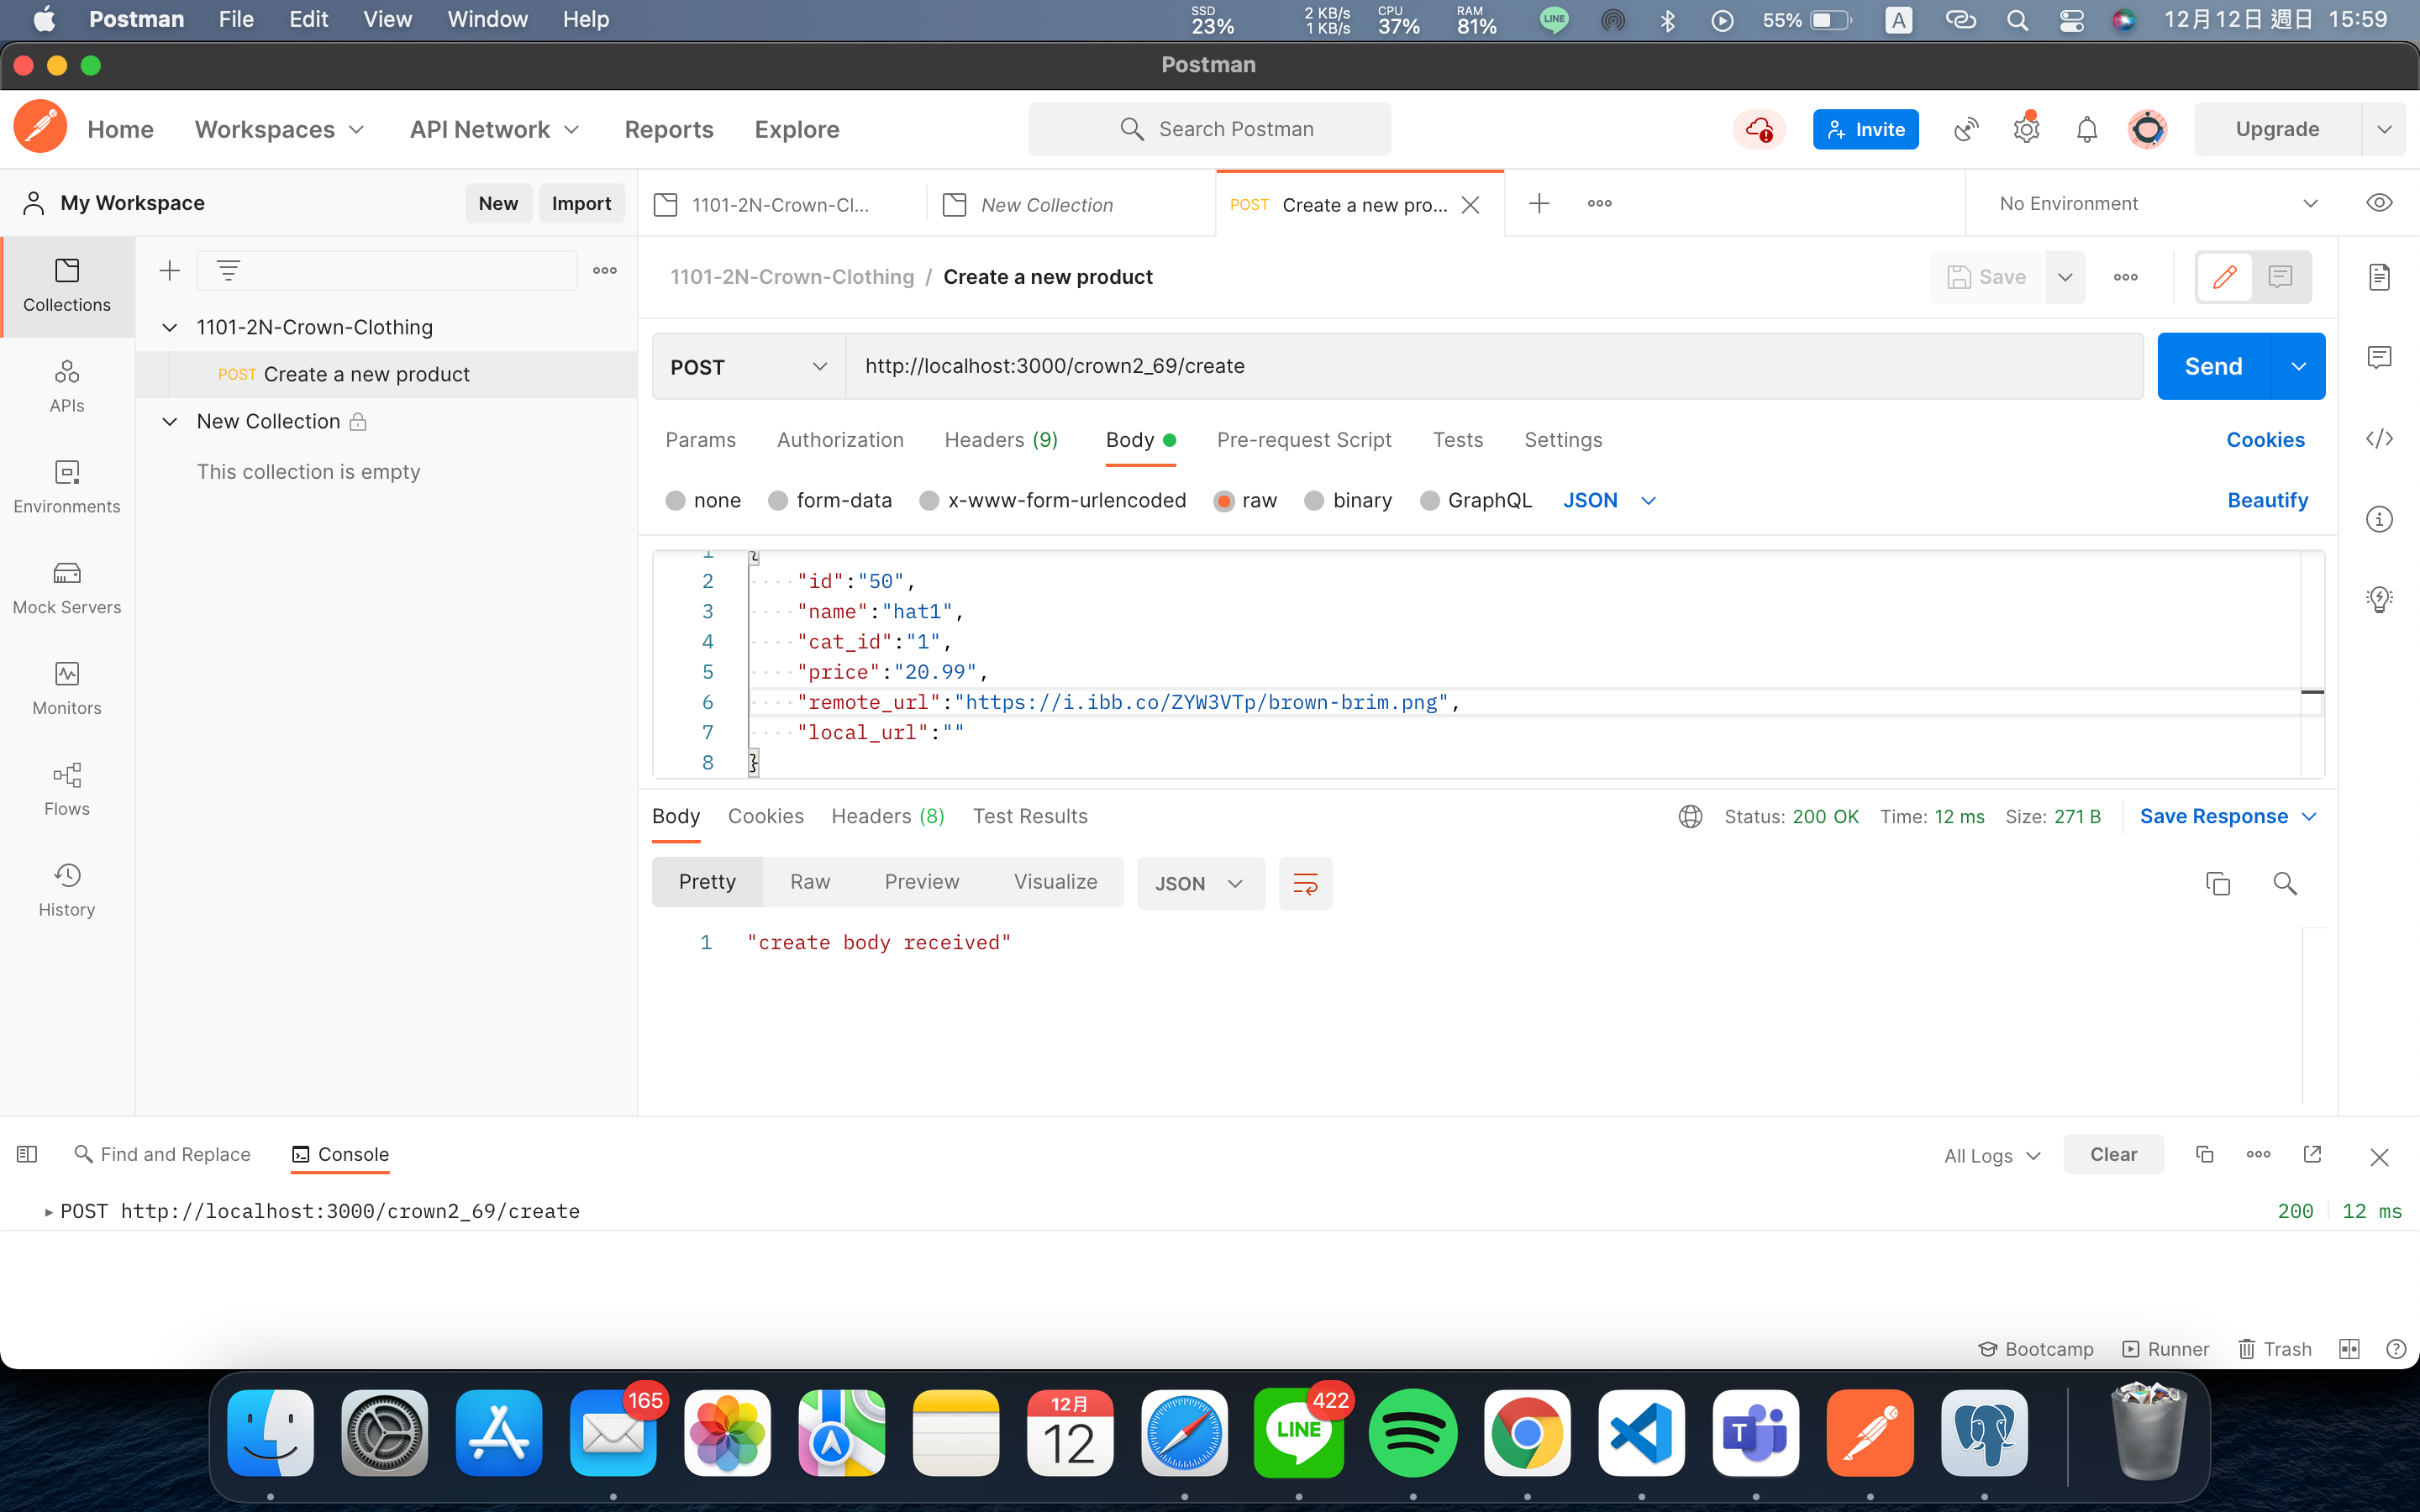 Postman File Edit View Window Help
SSD 23% 2 KB/s 1 KB/s CPU 37% RAM 81% LINE 55% A 12月12日 週日 15:59
Postman
Home Workspaces API Network Reports Explore Search Postman Invite Upgrade
My Workspace New Import
1101-2N-Crown-Cl... New Collection POST Create a new pro... No Environment
Collections
APIs
Environments
Mock Servers
Monitors
Flows
History
1101-2N-Crown-Clothing
POST Create a new product
New Collection
This collection is empty
1101-2N-Crown-Clothing / Create a new product Save
POST http://localhost:3000/crown2_69/create Send
Params Authorization Headers (9) Body Pre-request Script Tests Settings Cookies
none form-data x-www-form-urlencoded raw binary GraphQL JSON Beautify
1 {
2 "id":"50",
3 "name":"hat1",
4 "cat_id":"1",
5 "price":"20.99",
6 "remote_url":"https://i.ibb.co/ZYW3VTp/brown-brim.png",
7 "local_url":""
8 }
Body Cookies Headers (8) Test Results Status: 200 OK Time: 12 ms Size: 271 B Save Response
Pretty Raw Preview Visualize JSON
1 "create body received"
Find and Replace Console All Logs Clear
POST http://localhost:3000/crown2_69/create 200 12 ms
Bootcamp Runner Trash
165 12月 12 LINE 422 T